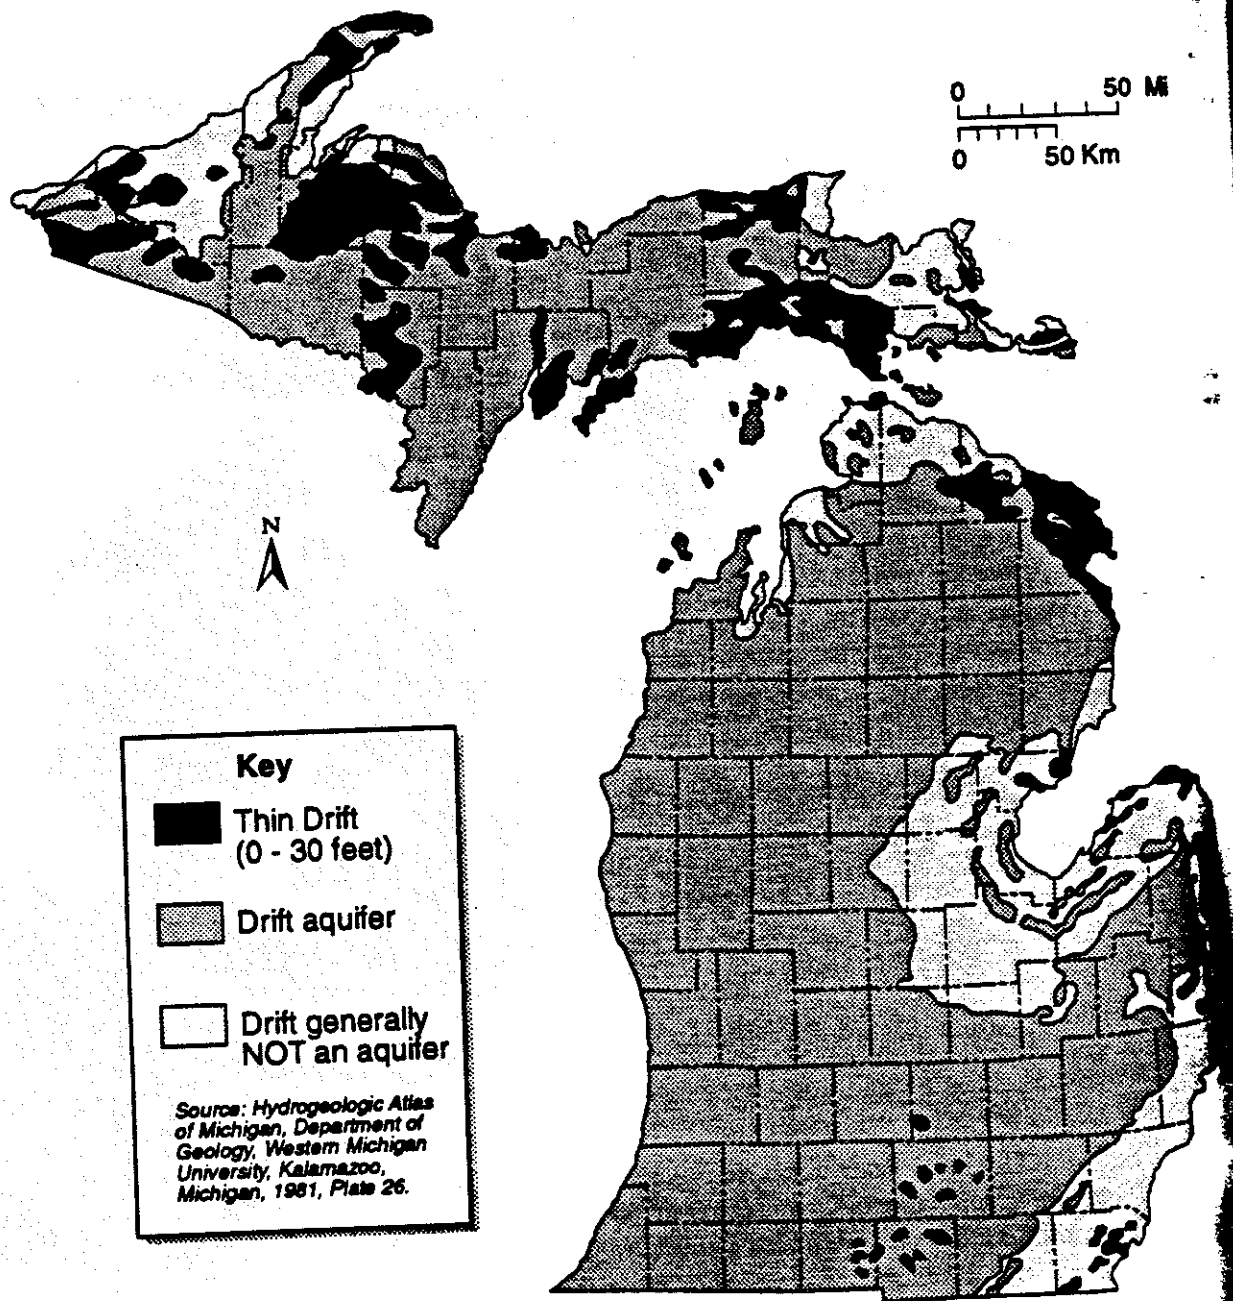 0 50 Mi
0 50 Km
N
Key
Thin Drift
(0 - 30 feet)
Drift aquifer
Drift generally
NOT an aquifer
Source: Hydrogeologic Atlas
of Michigan, Department of
Geology, Western Michigan
University, Kalamazoo,
Michigan, 1981, Plate 26.